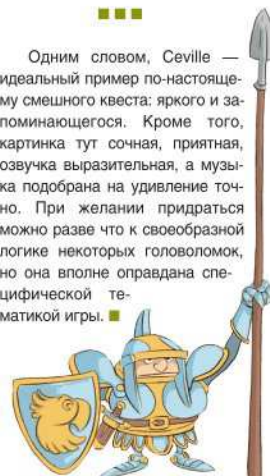 Одним словом, Ceville —
идеальный пример по-настояще-
му смешного квеста: яркого и за-
поминающегося. Кроме того,
картинка тут сочная, приятная,
озвучка выразительная, а музы-
ка подобрана на удивление точ-
но. При желании придраться
можно разве что к своеобразной
логике некоторых головоломок,
но она вполне оправдана спе-
цифической те-
матикой игры.